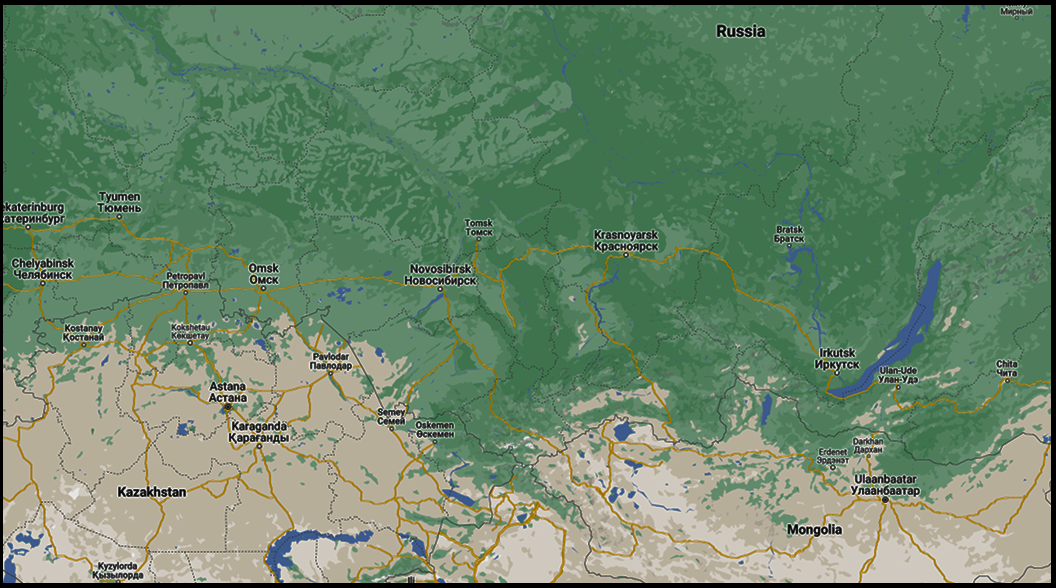 Мирный
Russia
Tyumen
Тюмень
ekaterinburg
катеринбург
Tomsk
Томск
Krasnoyarsk
Красноярск
Bratsk
Братск
Chelyabinsk
Челябинск
Petropavl
Петропавл
Omsk
Омск
Novosibirsk
Новосибирск
Kostanay
Қостанай
Kokshetau
Көкшетау
Pavlodar
Павлодар
Irkutsk
Иркутск
Ulan-Ude
Улан-Удэ
Chita
Чита
Astana
Астана
Semey
Семей
Oskemen
Өскемен
Karaganda
Қарағанды
Darkhan
Дархан
Erdenet
Эрдэнэт
Ulaanbaatar
Улаанбаатар
Kazakhstan
Mongolia
Kyzylorda
Қызылорда